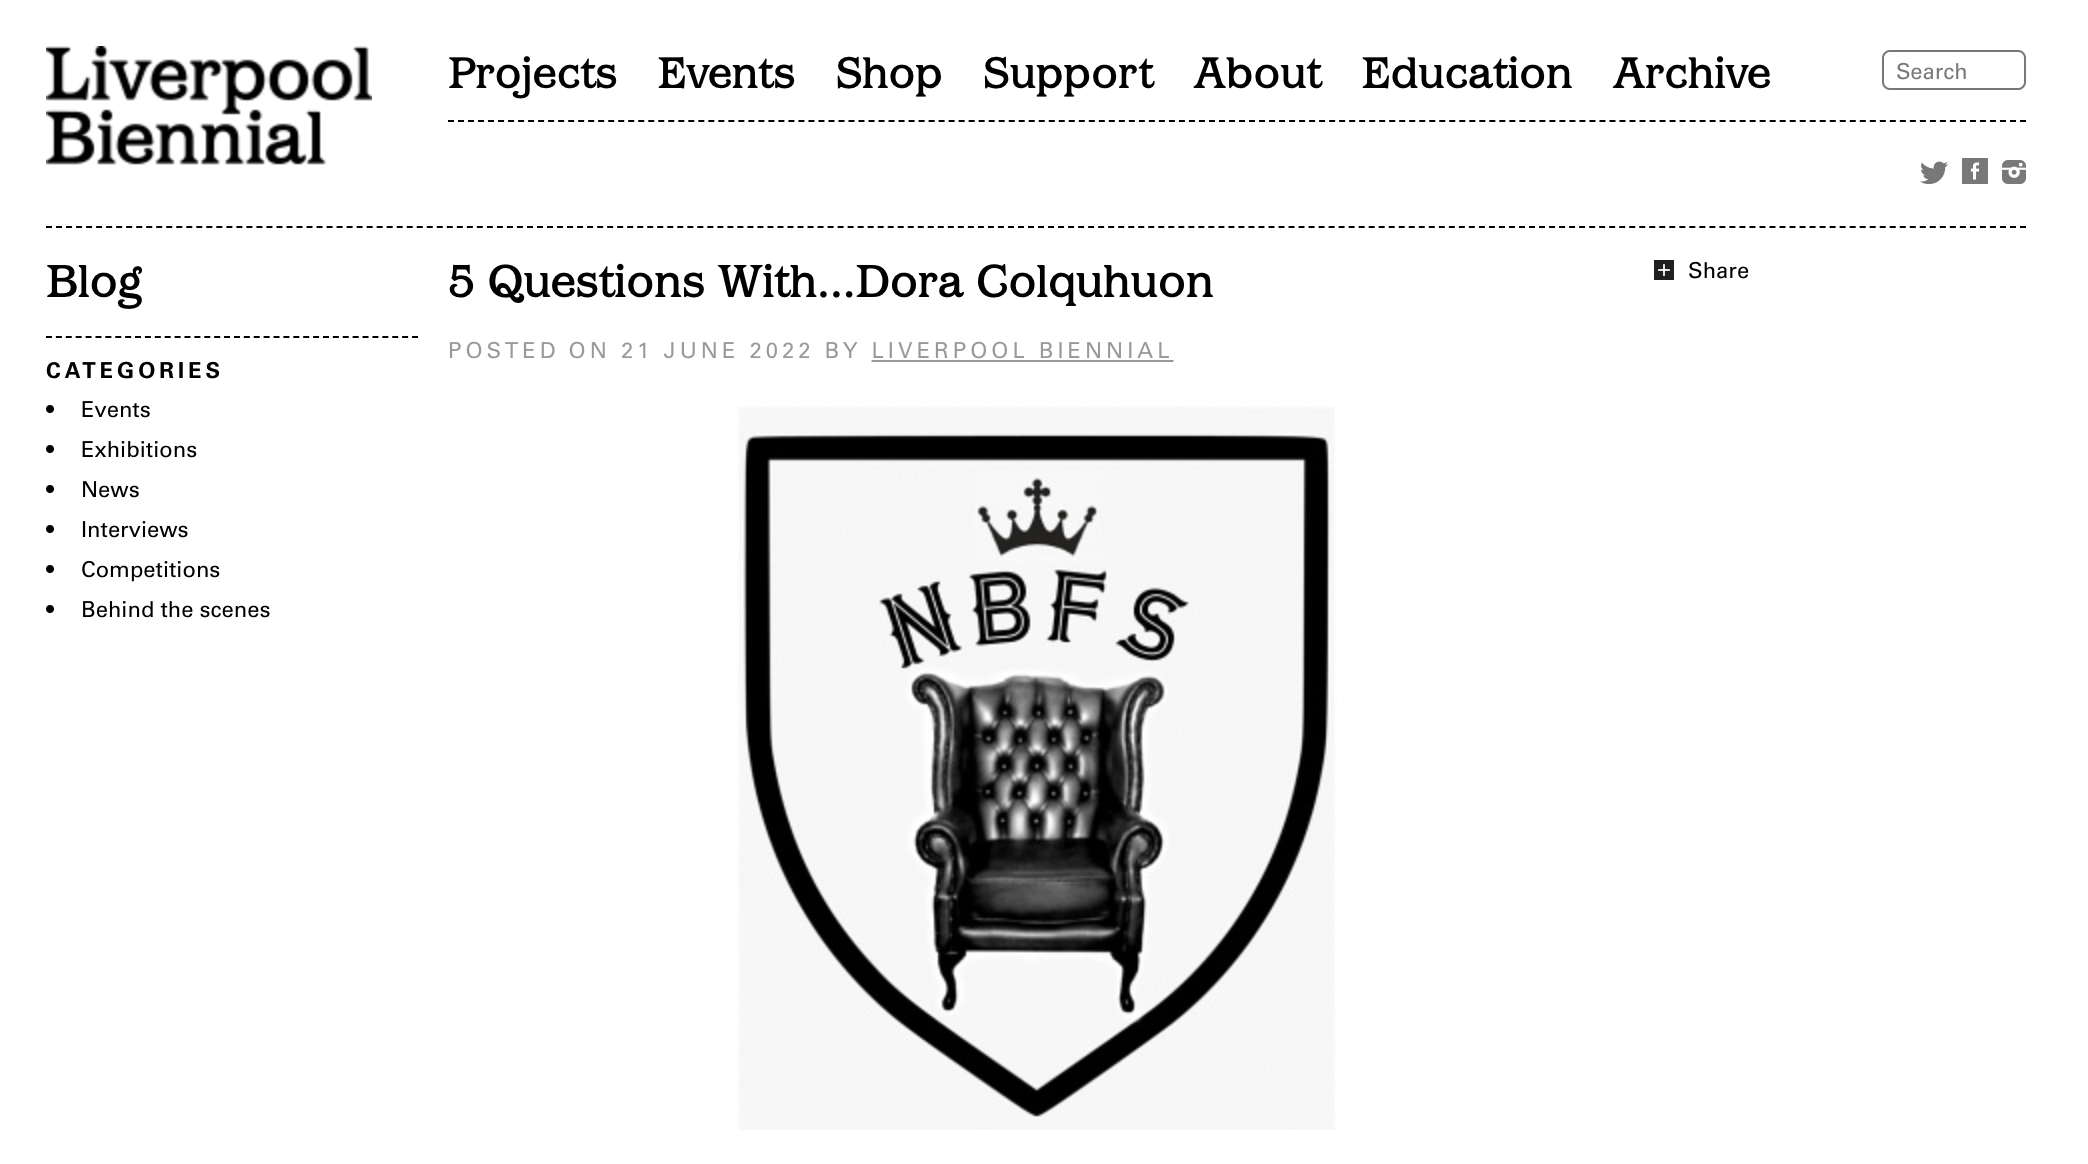 Liverpool
Biennial
Projects Events Shop Support About Education Archive
Search
Blog
CATEGORIES
Events
Exhibitions
News
Interviews
Competitions
Behind the scenes
5 Questions With...Dora Colquhuon
POSTED ON 21 JUNE 2022 BY LIVERPOOL BIENNIAL
Share
NBFS